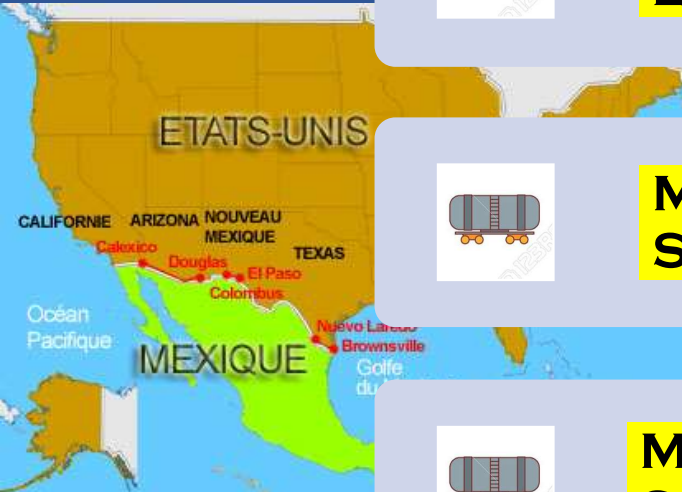 ETATS-UNIS
CALIFORNIE ARIZONA NOUVEAU
MEXIQUE
TEXAS
Calexico
Douglas
El Paso
Colombus
Océan
Pacifique
Nuevo Laredo
Brownsville
MEXIQUE
Golfe
du
M
S
M